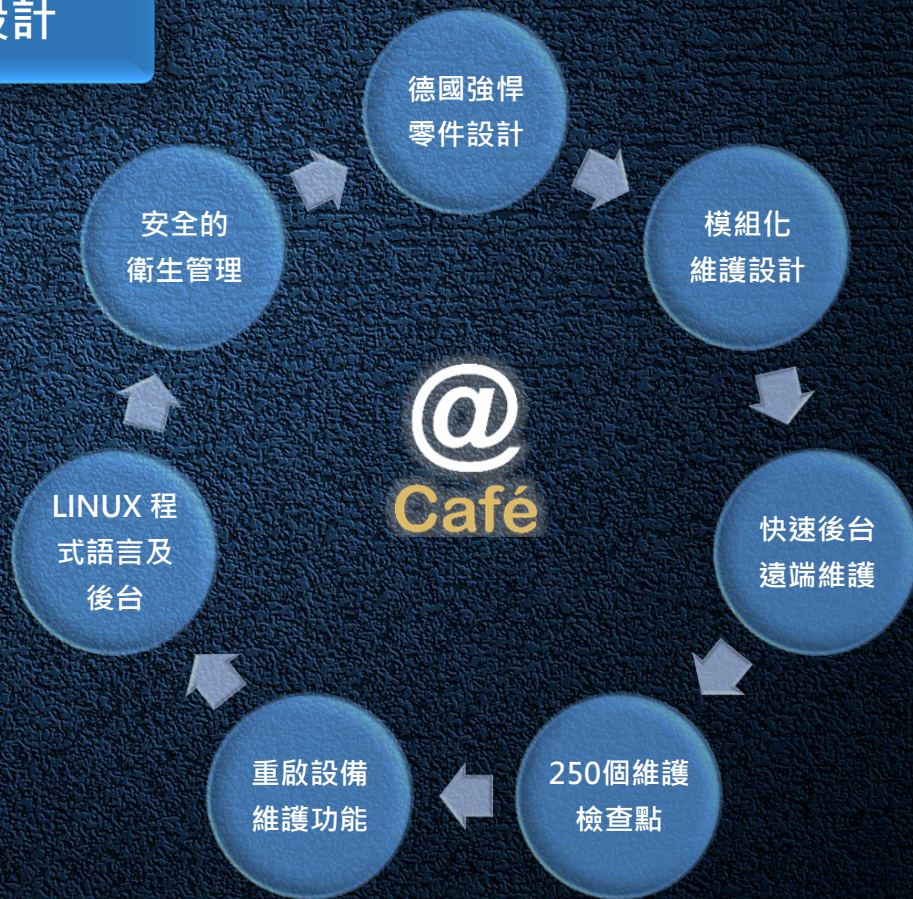 設計
德國強悍
零件設計
模組化
維護設計
快速後台
遠端維護
250個維護
檢查點
重啟設備
維護功能
LINUX 程
式語言及
後台
安全的
衛生管理
@
Café